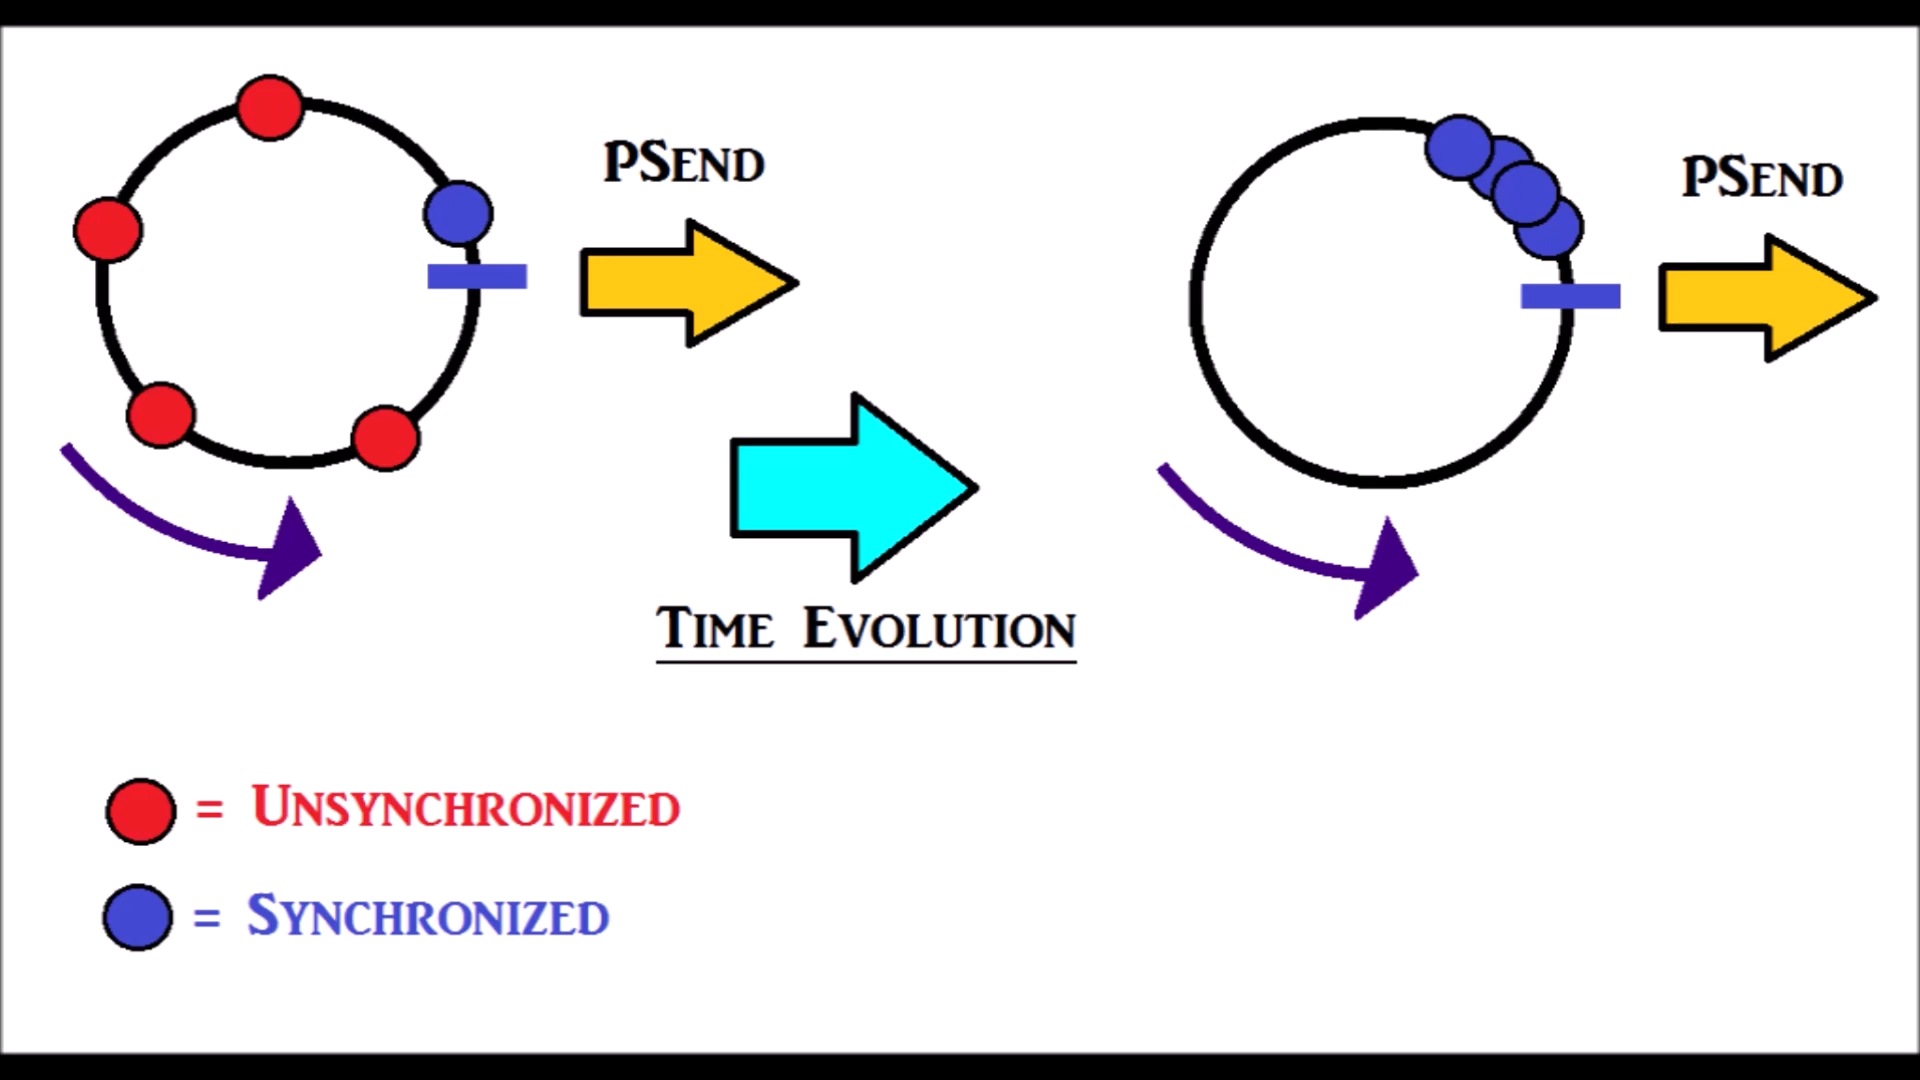 PSend
PSend
Time Evolution
= Unsynchronized
= Synchronized